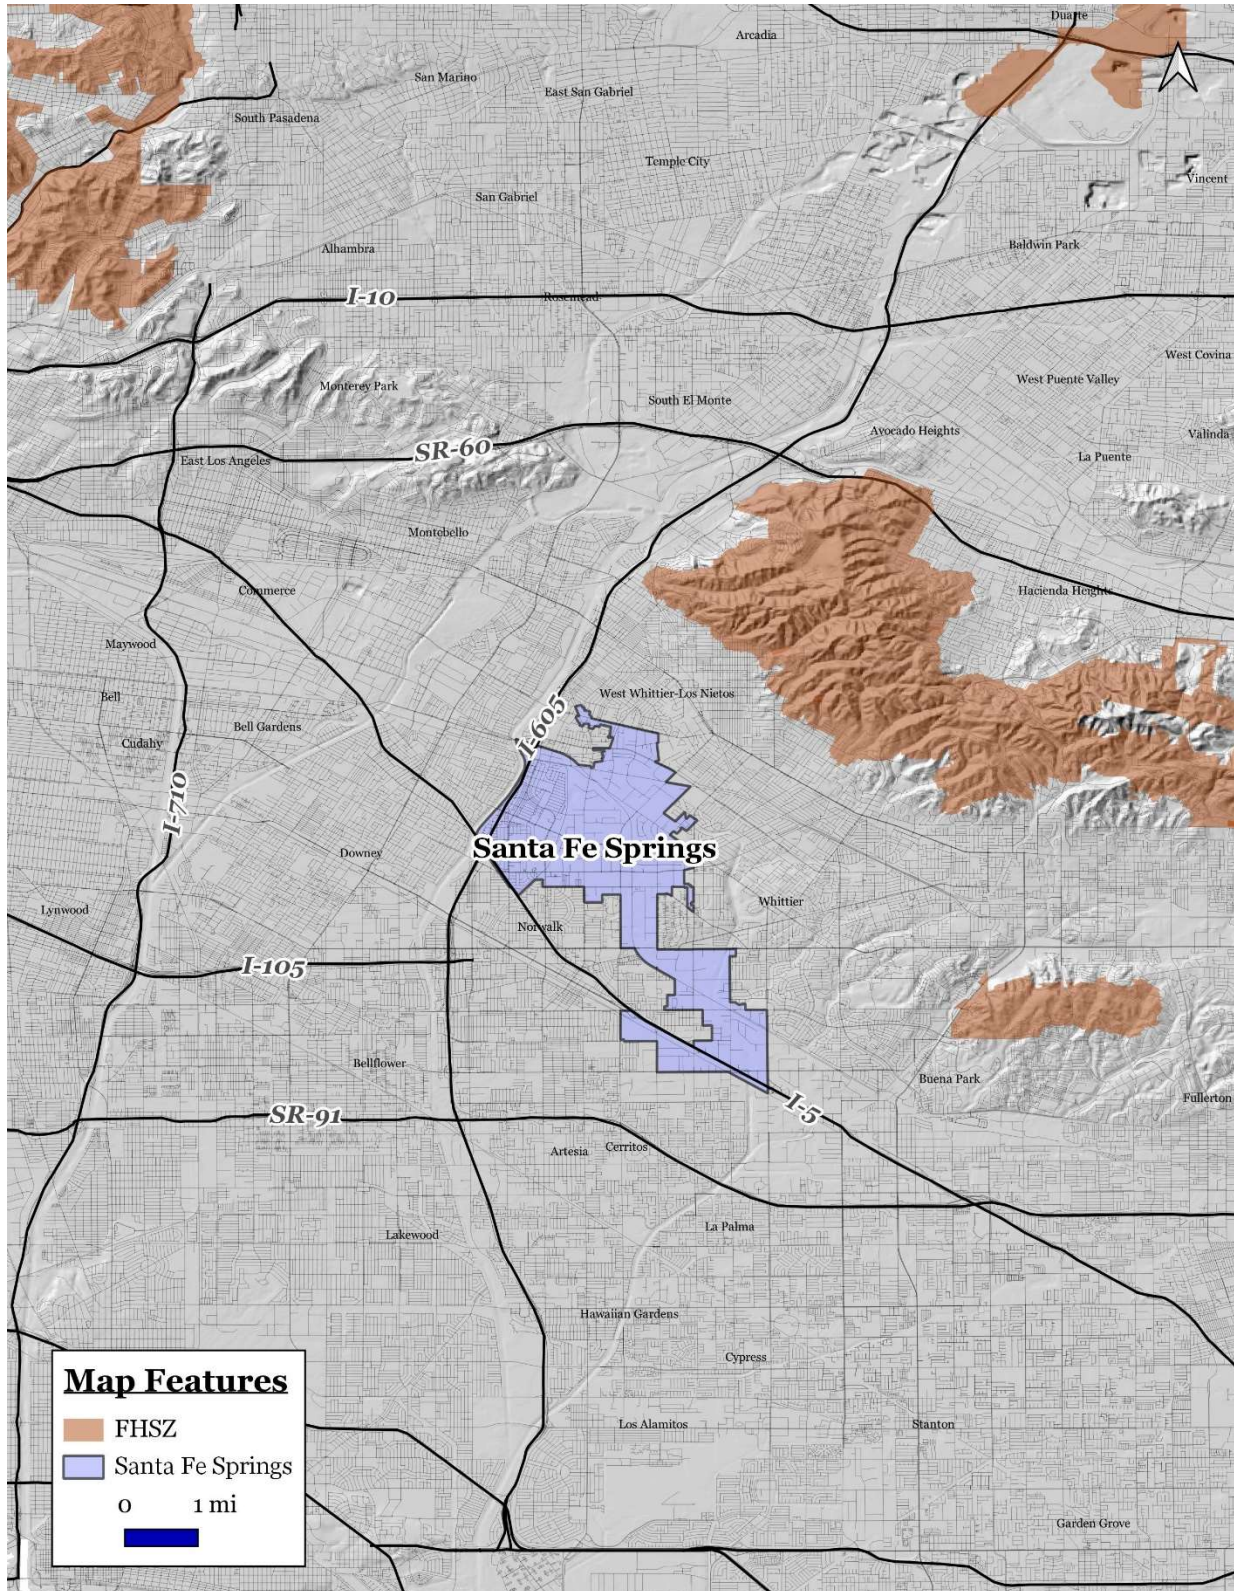 Duarte
Arcadia
San Marino
East San Gabriel
South Pasadena
Temple City
Vincent
San Gabriel
Alhambra
Baldwin Park
I-10
Rosemead
West Covina
Monterey Park
West Puente Valley
South El Monte
Avocado Heights
Valinda
SR-60
East Los Angeles
La Puente
Montebello
Commerce
Hacienda Heights
Maywood
Bell
West Whittier-Los Nietos
Bell Gardens
I-605
Cudahy
I-710
Santa Fe Springs
Downey
Whittier
Lynwood
Norwalk
I-105
Bellflower
Buena Park
Fullerton
I-5
SR-91
Artesia
Cerritos
La Palma
Lakewood
Hawaiian Gardens
Cypress
Los Alamitos
Stanton
Garden Grove
Map Features
FHSZ
Santa Fe Springs
0 1 mi